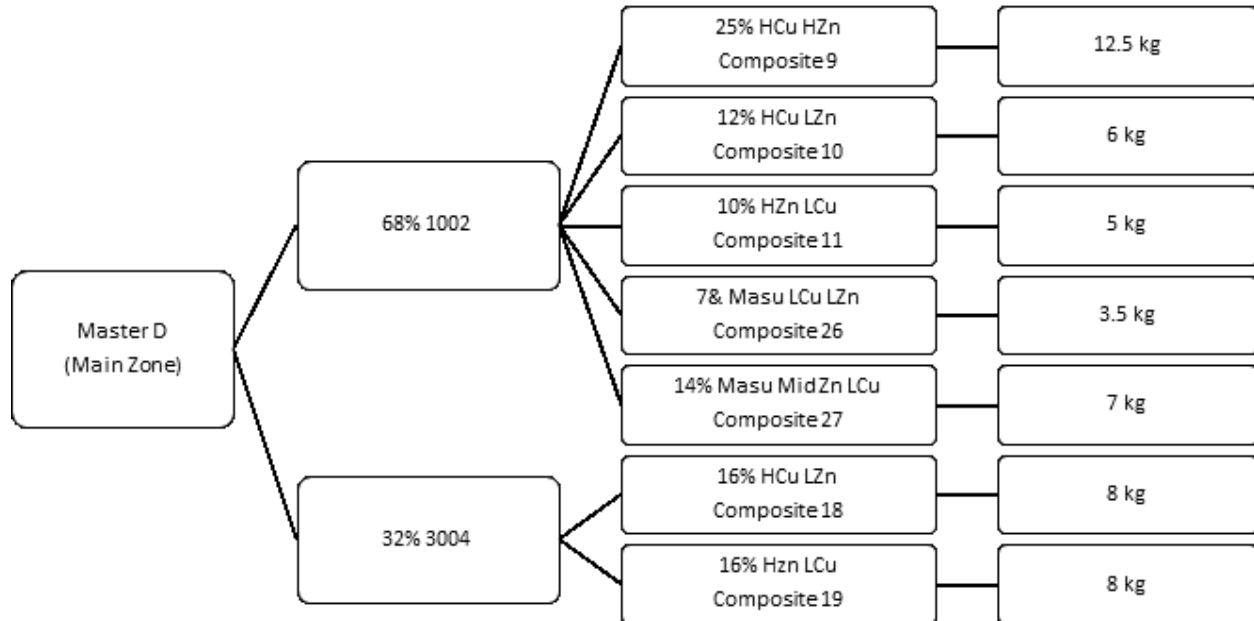 Master D
(Main Zone)
68% 1002
32% 3004
25% HCu HZn
Composite 9
12.5 kg
12% HCu LZn
Composite 10
6 kg
10% HZn LCu
Composite 11
5 kg
7& Masu LCu LZn
Composite 26
3.5 kg
14% Masu Mid Zn LCu
Composite 27
7 kg
16% HCu LZn
Composite 18
8 kg
16% Hzn LCu
Composite 19
8 kg